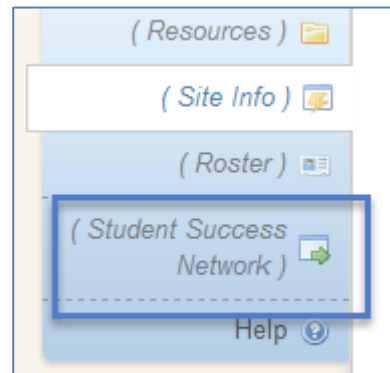 ( Resources )
( Site Info )
( Roster )
( Student Success
Network )
Help